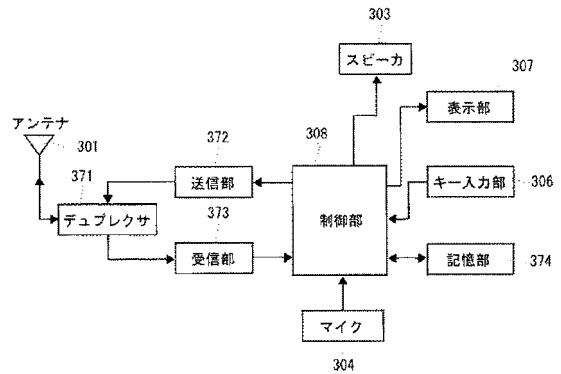 303
スピーカ
307
表示部
アンテナ
301
372
308
371
送信部
キー入力部
306
373
デュプレクサ
制御部
受信部
記憶部
374
マイク
304